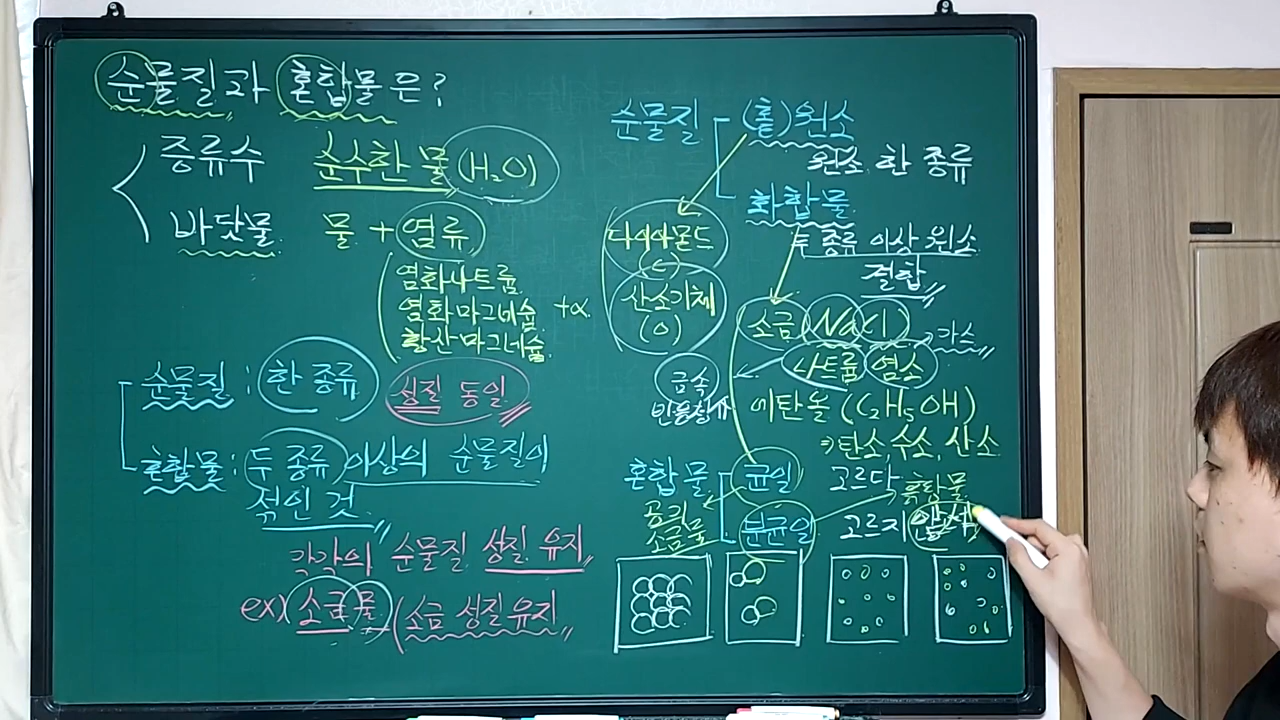 순물질과 혼합물은?
증류수 순수한 물 (H₂O)
바닷물 물 + 염류
염화나트륨
염화마그네슘 +α
황산마그네슘
순물질 : 한 종류 성질 동일
혼합물 : 두 종류 이상의 순물질이
섞인 것
각각의 순물질 성질 유지
ex) 소금물 (소금 성질 유지
순물질 (홑)원소
원소 한 종류
화합물
두 종류 이상 원소
결합
다이아몬드
(C)
산소기체
(O)
소금 (NaCl) 가스
나트륨 염소
금속
에탄올 (C₂H₅OH)
탄소, 수소, 산소
혼합물 균일 고르다 흙탕물
공기
소금물
불균일 고르지